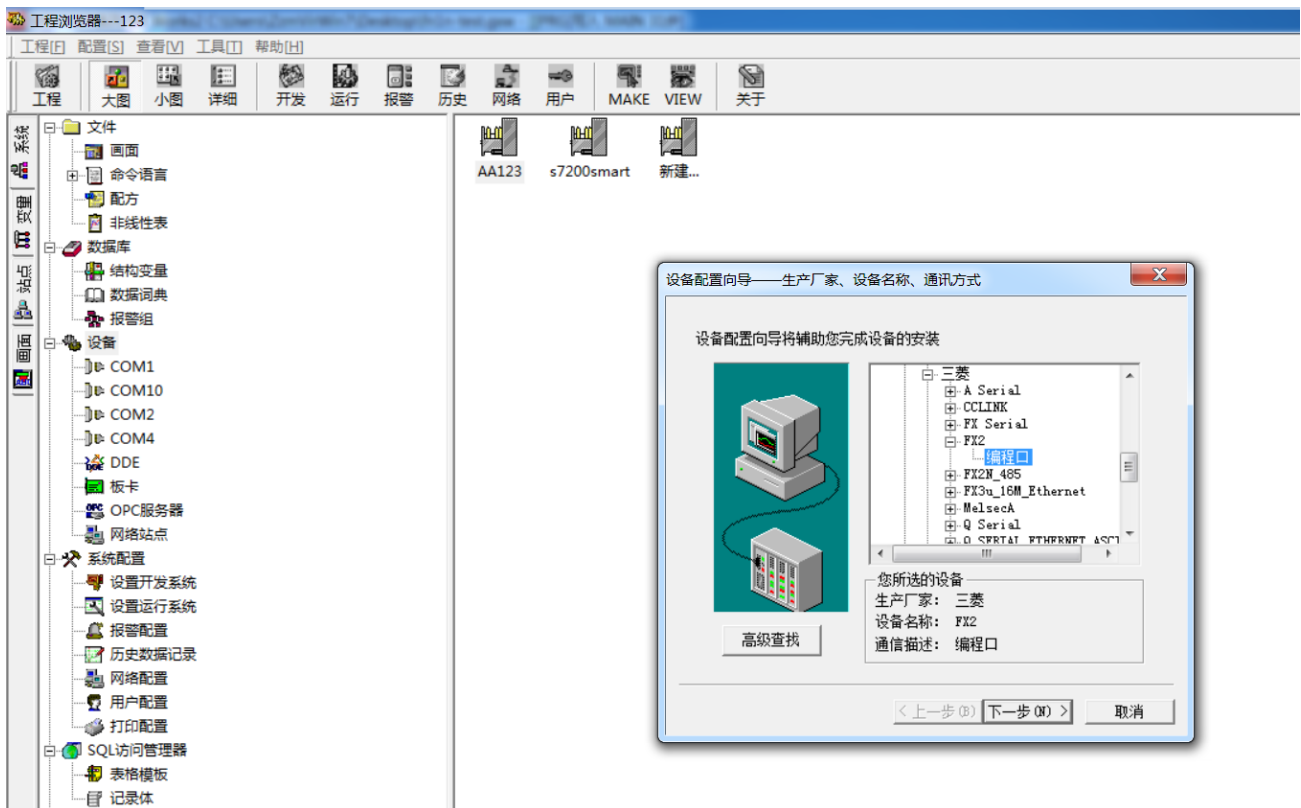 工程浏览器---123
工程[F] 配置[S] 查看[V] 工具[T] 帮助[H]
工程 大图 小图 详细 开发 运行 报警 历史 网络 用户 MAKE VIEW 关于
系统
变量
站点
画面
文件
画面
命令语言
配方
非线性表
数据库
结构变量
数据词典
报警组
设备
COM1
COM10
COM2
COM4
DDE
板卡
OPC服务器
网络站点
系统配置
设置开发系统
设置运行系统
报警配置
历史数据记录
网络配置
用户配置
打印配置
SQL访问管理器
表格模板
记录体
AA123 s7200smart 新建...
设备配置向导——生产厂家、设备名称、通讯方式
设备配置向导将辅助您完成设备的安装
三菱
A Serial
CCLINK
FX Serial
FX2
编程口
FX2N_485
FX3u_16M_Ethernet
MelsecA
Q Serial
Q SERIAL ETHERNET ASCI
高级查找
您所选的设备
生产厂家： 三菱
设备名称： FX2
通信描述： 编程口
< 上一步(B) 下一步(N) > 取消